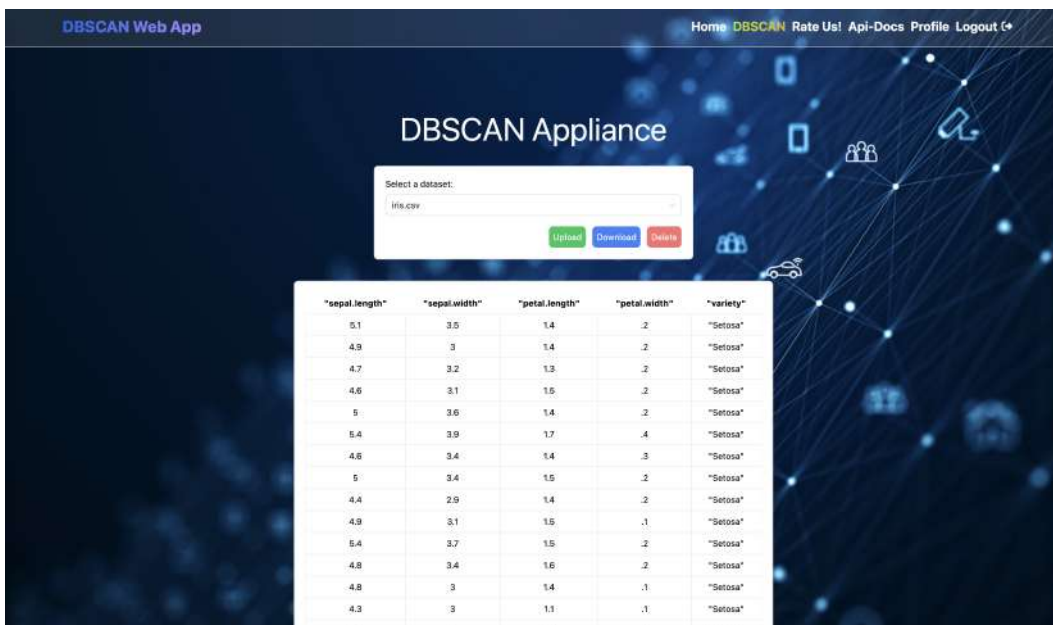 DBSCAN Web App
Home DBSCAN Rate Us! Api-Docs Profile Logout
DBSCAN Appliance
Select a dataset:
iris.csv
Upload Download Delete
"sepal.length" "sepal.width" "petal.length" "petal.width" "variety"
5.1 3.5 1.4 .2 "Setosa"
4.9 3 1.4 .2 "Setosa"
4.7 3.2 1.3 .2 "Setosa"
4.6 3.1 1.5 .2 "Setosa"
5 3.6 1.4 .2 "Setosa"
5.4 3.9 1.7 .4 "Setosa"
4.6 3.4 1.4 .3 "Setosa"
5 3.4 1.5 .2 "Setosa"
4.4 2.9 1.4 .2 "Setosa"
4.9 3.1 1.5 .1 "Setosa"
5.4 3.7 1.5 .2 "Setosa"
4.8 3.4 1.6 .2 "Setosa"
4.8 3 1.4 .1 "Setosa"
4.3 3 1.1 .1 "Setosa"